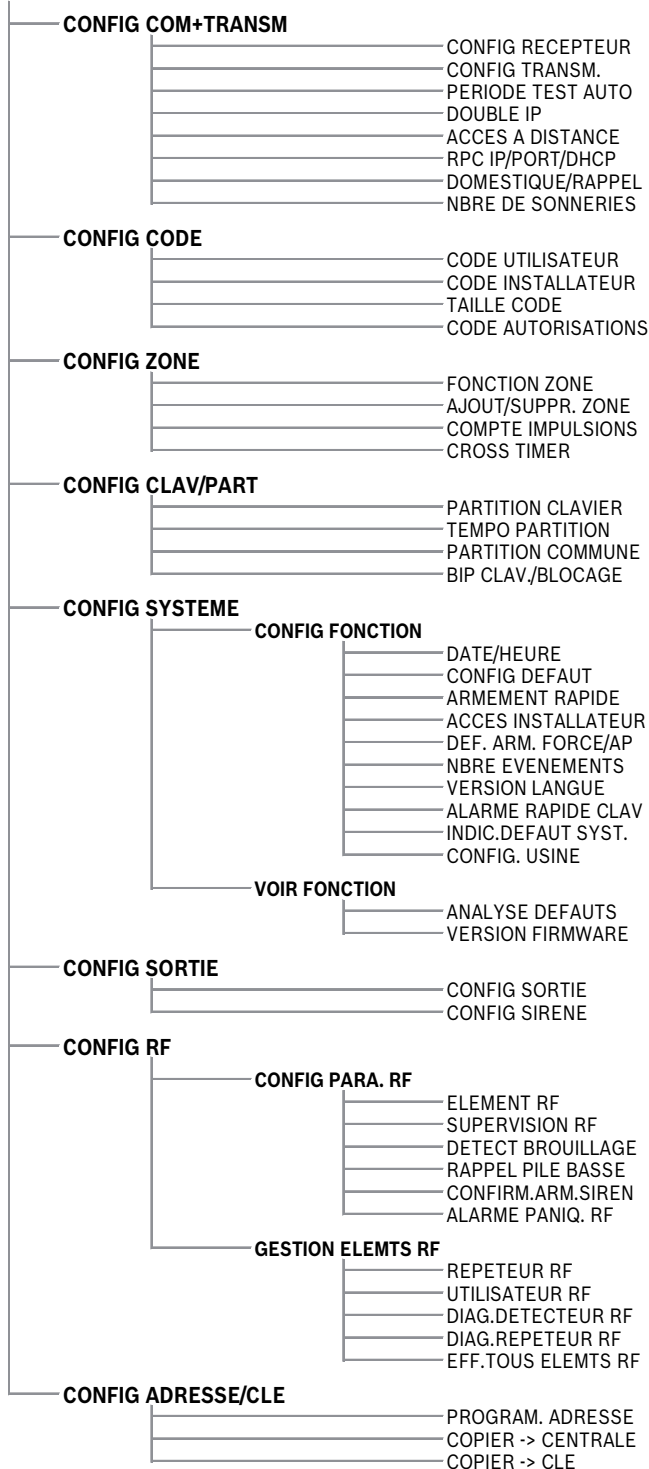 CONFIG COM+TRANSM
CONFIG RECEPTEUR
CONFIG TRANSM.
PERIODE TEST AUTO
DOUBLE IP
ACCES A DISTANCE
RPC IP/PORT/DHCP
DOMESTIQUE/RAPPEL
NBRE DE SONNERIES
CONFIG CODE
CODE UTILISATEUR
CODE INSTALLATEUR
TAILLE CODE
CODE AUTORISATIONS
CONFIG ZONE
FONCTION ZONE
AJOUT/SUPPR. ZONE
COMPTE IMPULSIONS
CROSS TIMER
CONFIG CLAV/PART
PARTITION CLAVIER
TEMPO PARTITION
PARTITION COMMUNE
BIP CLAV./BLOCAGE
CONFIG SYSTEME
CONFIG FONCTION
DATE/HEURE
CONFIG DEFAUT
ARMEMENT RAPIDE
ACCES INSTALLATEUR
DEF. ARM. FORCE/AP
NBRE EVENEMENTS
VERSION LANGUE
ALARME RAPIDE CLAV
INDIC.DEFAUT SYST.
CONFIG. USINE
VOIR FONCTION
ANALYSE DEFAUTS
VERSION FIRMWARE
CONFIG SORTIE
CONFIG SORTIE
CONFIG SIRENE
CONFIG RF
CONFIG PARA. RF
ELEMENT RF
SUPERVISION RF
DETECT BROUILLAGE
RAPPEL PILE BASSE
CONFIRM.ARM.SIREN
ALARME PANIQ. RF
GESTION ELEMTS RF
REPETEUR RF
UTILISATEUR RF
DIAG.DETECTEUR RF
DIAG.REPETEUR RF
EFF.TOUS ELEMTS RF
CONFIG ADRESSE/CLE
PROGRAM. ADRESSE
COPIER -> CENTRALE
COPIER -> CLE